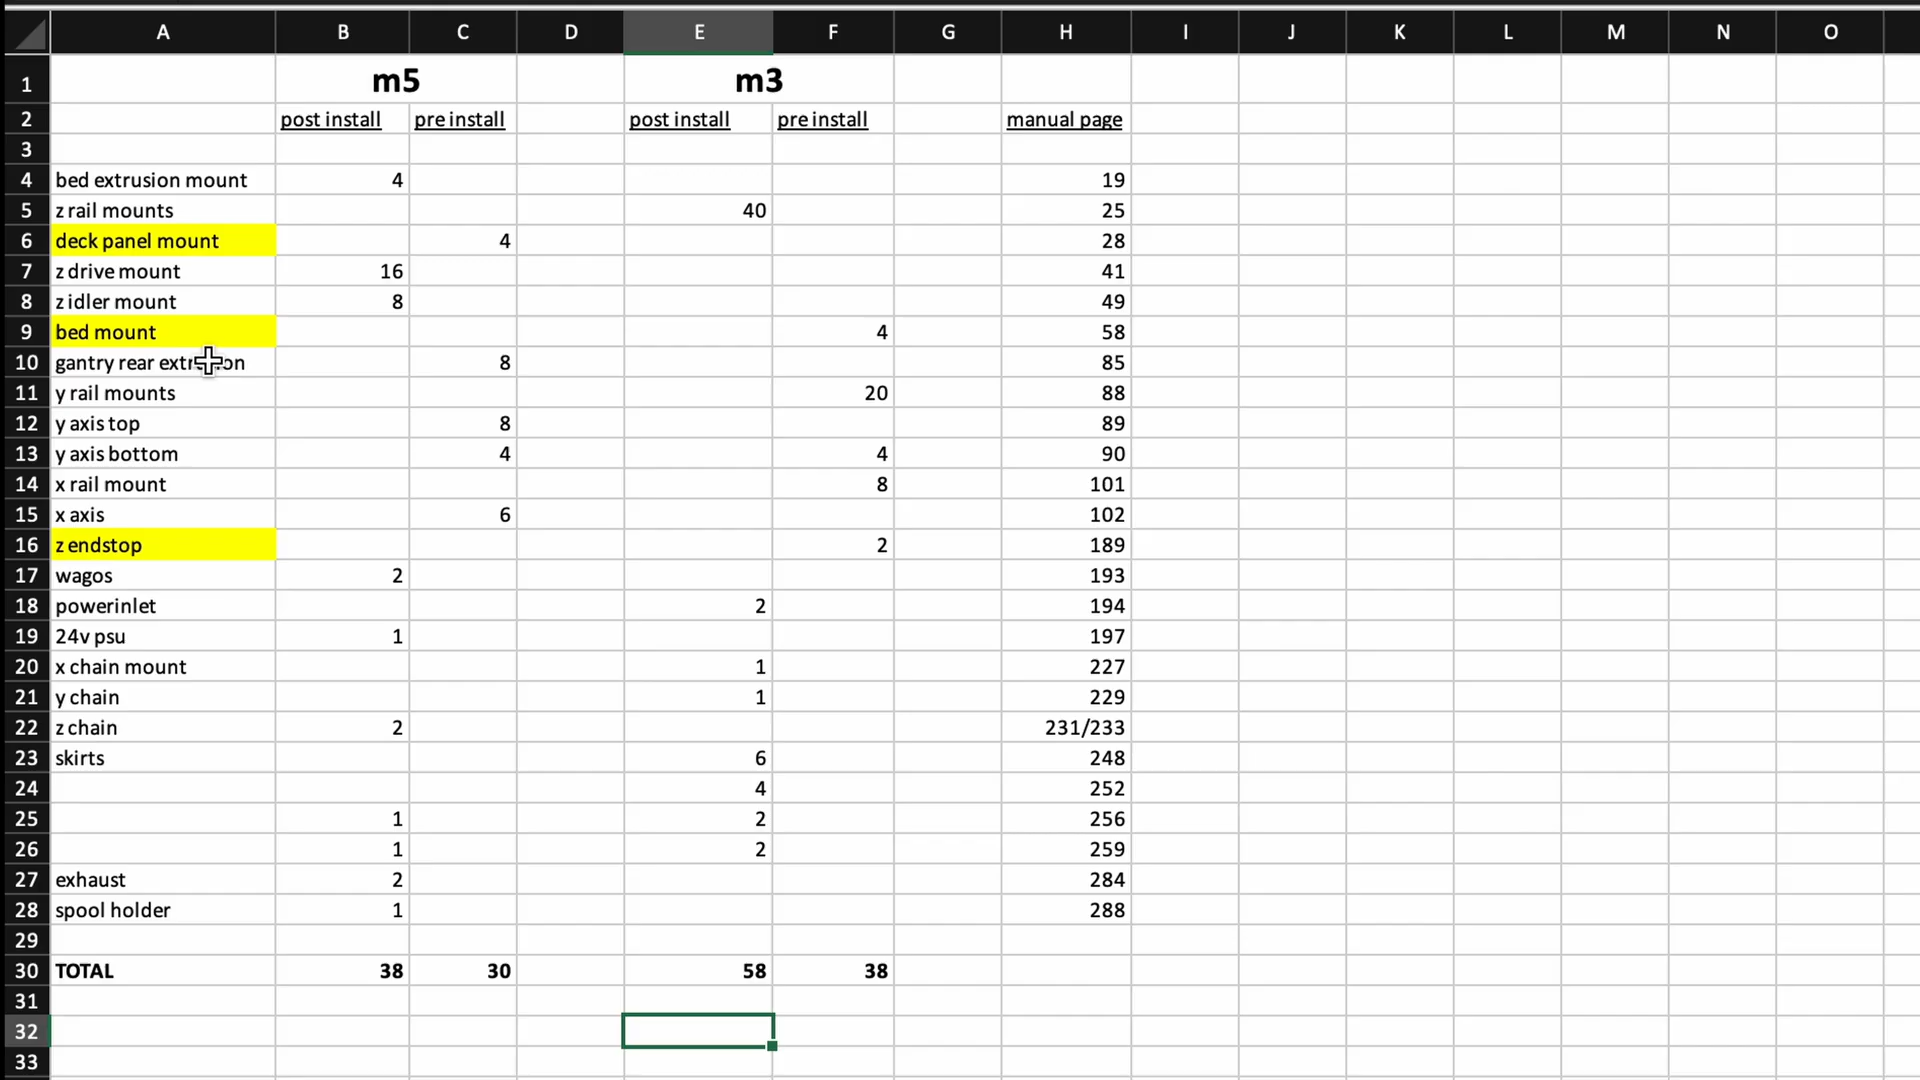 A B C D E F G H I J K L M N O
1 m5 m3
2 post install pre install post install pre install manual page
3
4 bed extrusion mount 4 19
5 z rail mounts 40 25
6 deck panel mount 4 28
7 z drive mount 16 41
8 z idler mount 8 49
9 bed mount 4 58
10 gantry rear extrusion 8 85
11 y rail mounts 20 88
12 y axis top 8 89
13 y axis bottom 4 4 90
14 x rail mount 8 101
15 x axis 6 102
16 z endstop 2 189
17 wagos 2 193
18 powerinlet 2 194
19 24v psu 1 197
20 x chain mount 1 227
21 y chain 1 229
22 z chain 2 231/233
23 skirts 6 248
24 4 252
25 1 2 256
26 1 2 259
27 exhaust 2 284
28 spool holder 1 288
29
30 TOTAL 38 30 58 38
31
32
33